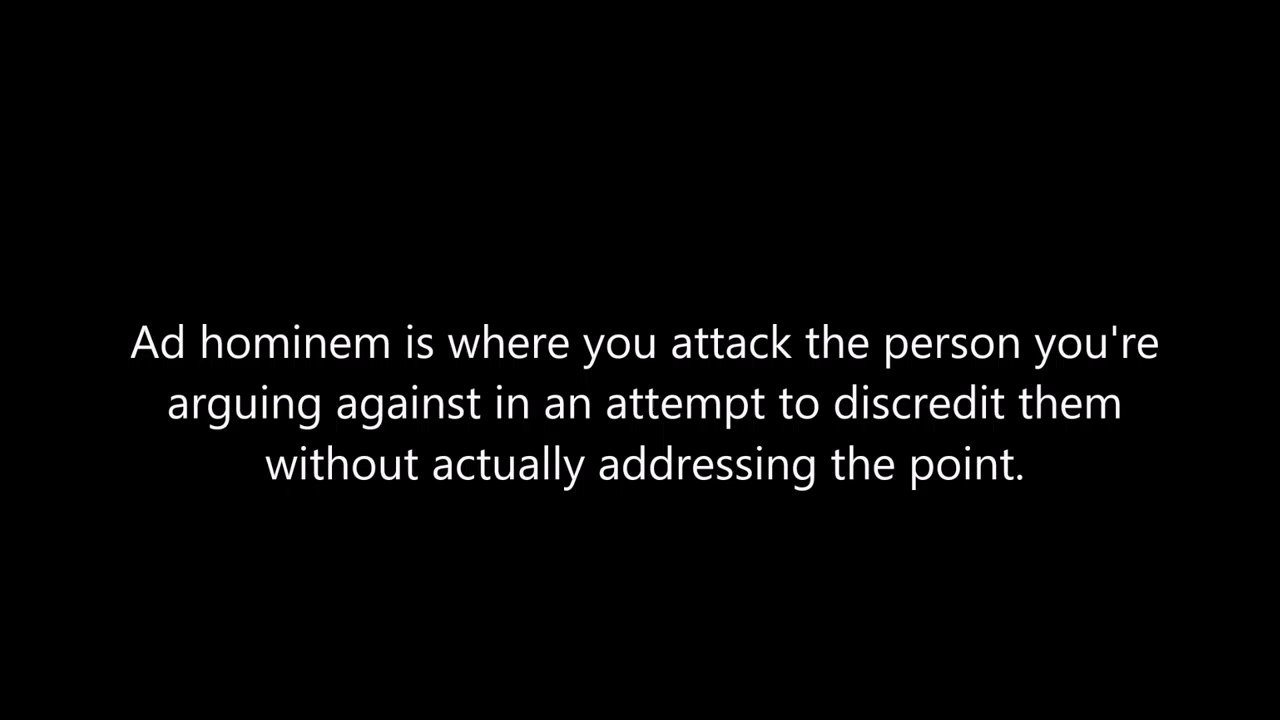 Ad hominem is where you attack the person you're
arguing against in an attempt to discredit them
without actually addressing the point.